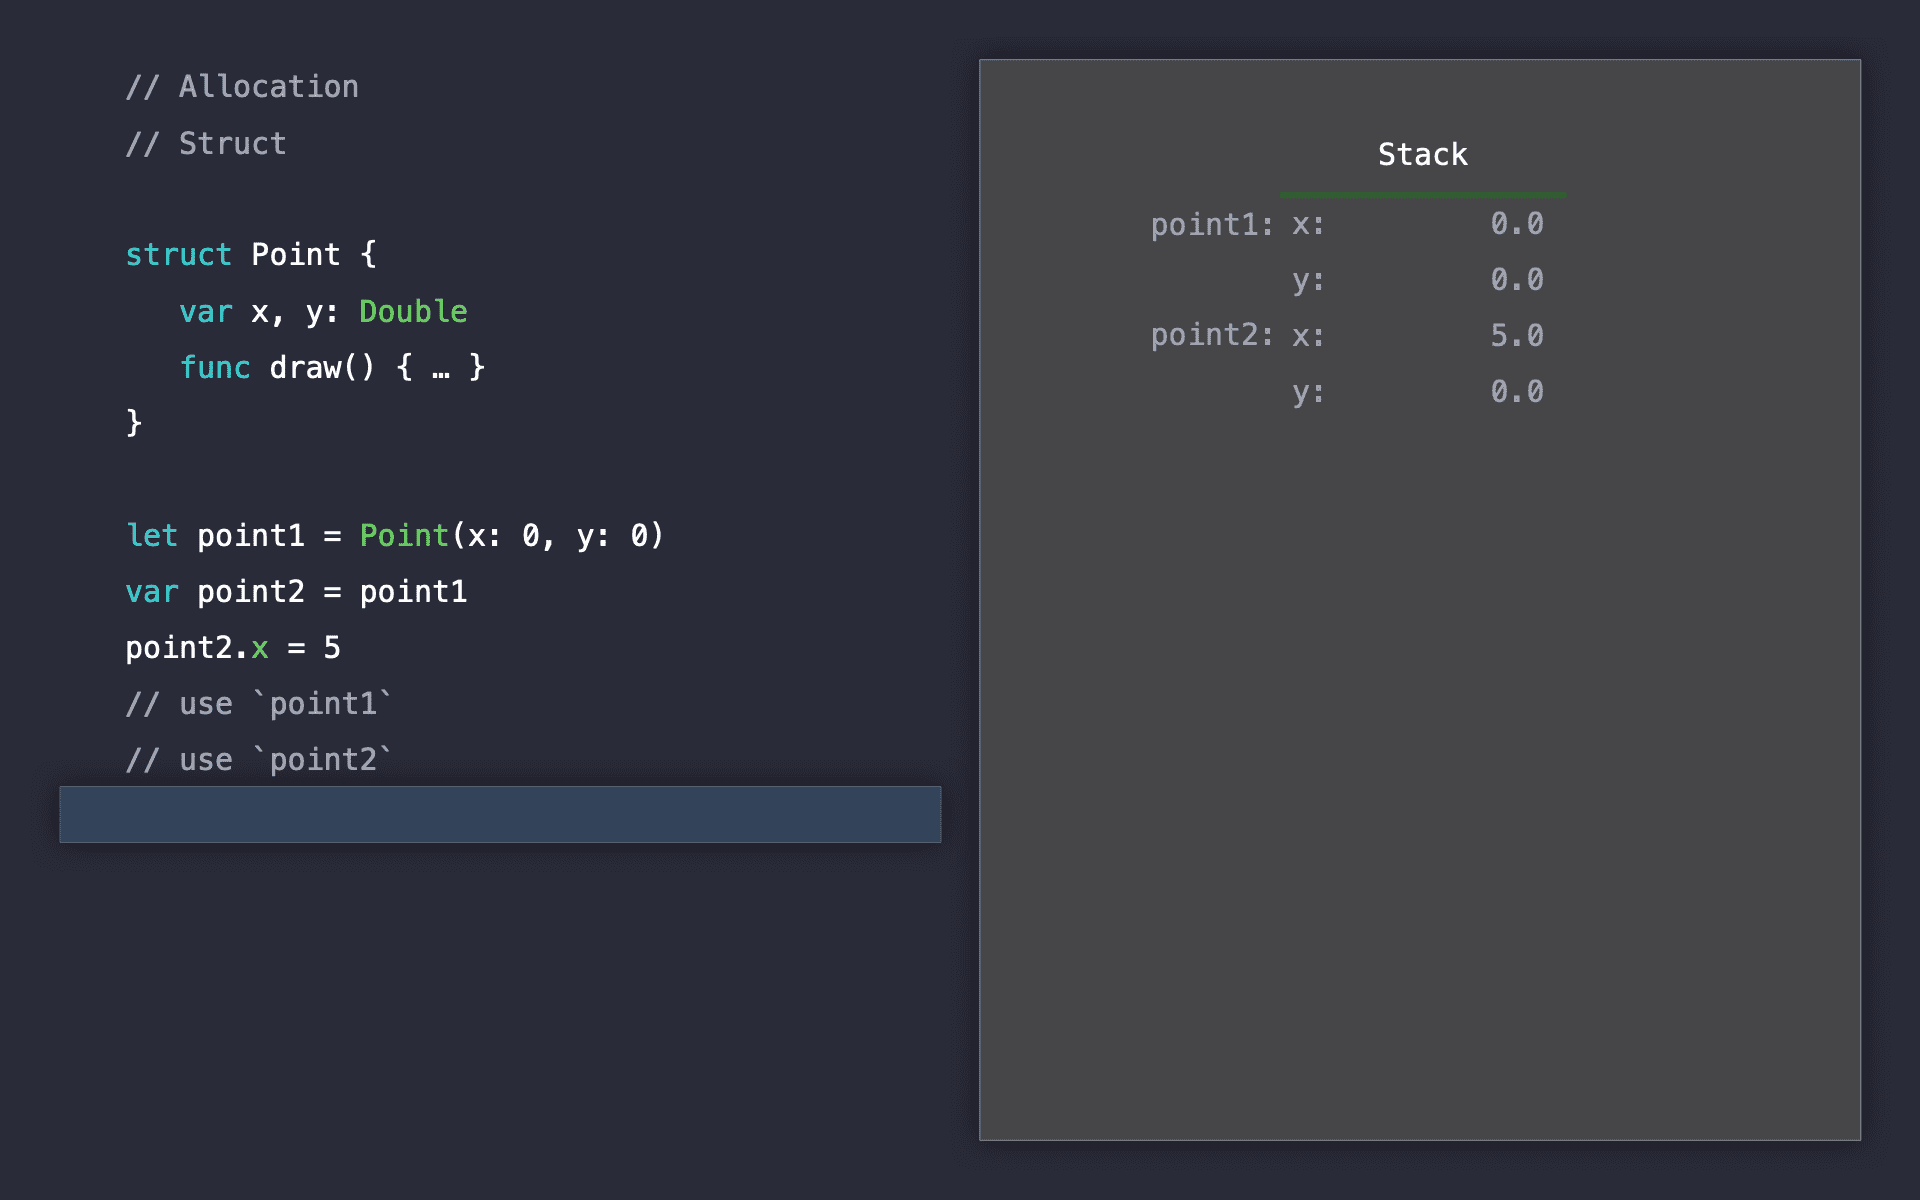 // Allocation
// Struct
struct Point {
   var x, y: Double
   func draw() { … }
}
let point1 = Point(x: 0, y: 0)
var point2 = point1
point2.x = 5
// use `point1`
// use `point2`
Stack
point1: x: 0.0
y: 0.0
point2: x: 5.0
y: 0.0